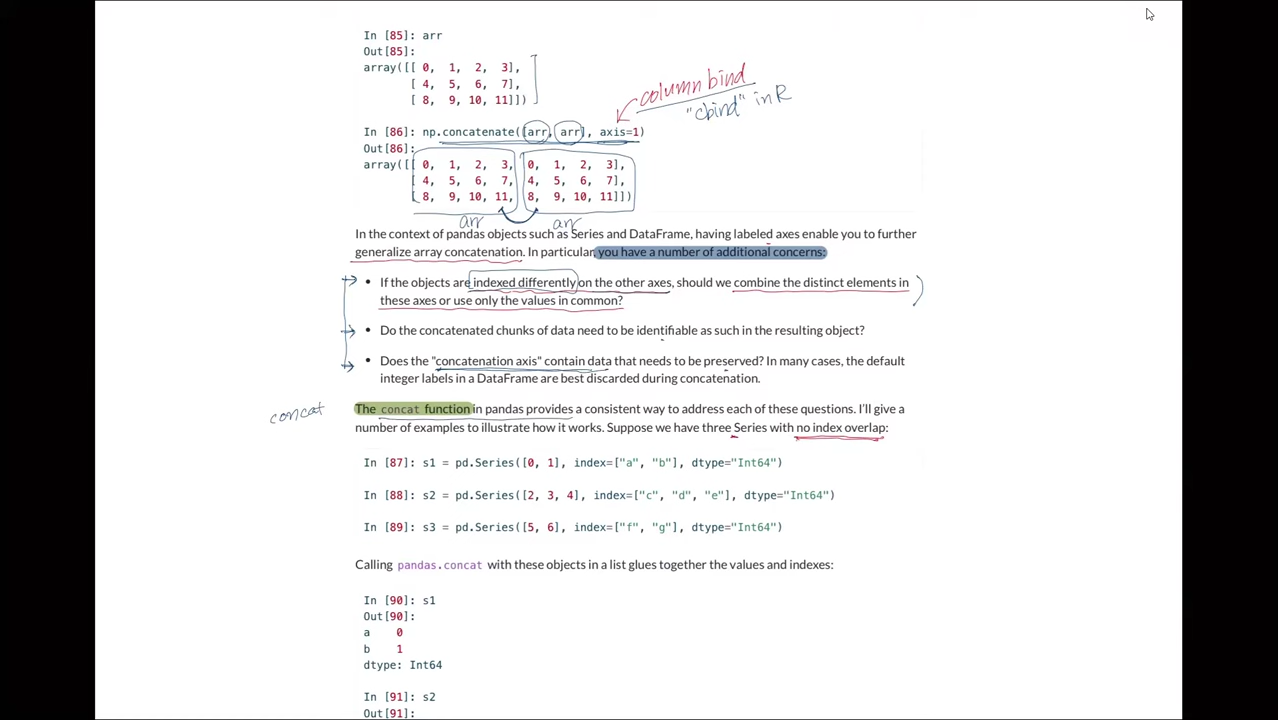 In [85]: arr
Out[85]:
array([[ 0, 1, 2, 3],
[ 4, 5, 6, 7],
[ 8, 9, 10, 11]])
column bind
"cbind" in R
In [86]: np.concatenate([arr, arr], axis=1)
Out[86]:
array([[ 0, 1, 2, 3, 0, 1, 2, 3],
[ 4, 5, 6, 7, 4, 5, 6, 7],
[ 8, 9, 10, 11, 8, 9, 10, 11]])
arr arr
In the context of pandas objects such as Series and DataFrame, having labeled axes enable you to further
generalize array concatenation. In particular, you have a number of additional concerns:
• If the objects are indexed differently on the other axes, should we combine the distinct elements in
these axes or use only the values in common?
• Do the concatenated chunks of data need to be identifiable as such in the resulting object?
• Does the "concatenation axis" contain data that needs to be preserved? In many cases, the default
integer labels in a DataFrame are best discarded during concatenation.
concat
The concat function in pandas provides a consistent way to address each of these questions. I'll give a
number of examples to illustrate how it works. Suppose we have three Series with no index overlap:
In [87]: s1 = pd.Series([0, 1], index=["a", "b"], dtype="Int64")
In [88]: s2 = pd.Series([2, 3, 4], index=["c", "d", "e"], dtype="Int64")
In [89]: s3 = pd.Series([5, 6], index=["f", "g"], dtype="Int64")
Calling pandas.concat with these objects in a list glues together the values and indexes:
In [90]: s1
Out[90]:
a 0
b 1
dtype: Int64
In [91]: s2
Out[91]: